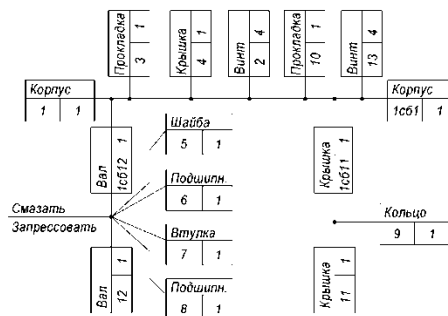 Прокладка 1
3
Крышка 1
4
Винт 4
2
Прокладка 1
10
Винт 4
13
Корпус
1 1
Корпус
1сб1 1
Вал 1
1сб12
Шайба
5 1
Крышка 1
1сб11
Подшипн.
6 1
Смазать
Запрессовать
Кольцо
9 1
Втулка
7 1
Вал 1
12
Подшипн.
8 1
Крышка 1
11